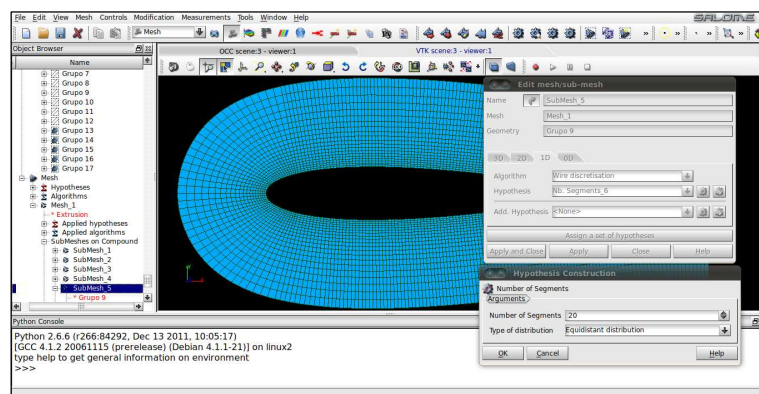 File Edit View Mesh Controls Modification Measurements Tools Window Help
SALOME
Mesh
» » » »
Object Browser
OCC scene:3 - viewer:1
VTK scene:3 - viewer:1
Name
Grupo 7
Grupo 8
Grupo 9
Grupo 10
Grupo 11
Grupo 12
Grupo 13
Grupo 14
Grupo 15
Grupo 16
Grupo 17
Mesh
Hypotheses
Algorithms
Mesh_1
* Extrusion
Applied hypotheses
Applied algorithms
SubMeshes on Compound
SubMesh_1
SubMesh_2
SubMesh_3
SubMesh_4
SubMesh_5
* Grupo 9
Edit mesh/sub-mesh
Name SubMesh_5
Mesh Mesh_1
Geometry Grupo 9
3D 2D 1D 0D
Algorithm Wire discretisation
Hypothesis Nb. Segments_6
Add. Hypothesis <None>
Assign a set of hypotheses
Apply and Close Apply Close Help
Hypothesis Construction
Number of Segments
Arguments
Number of Segments 20
Type of distribution Equidistant distribution
OK Cancel Help
Python Console
Python 2.6.6 (r266:84292, Dec 13 2011, 10:05:17)
[GCC 4.1.2 20061115 (prerelease) (Debian 4.1.1-21)] on linux2
type help to get general information on environment
>>>